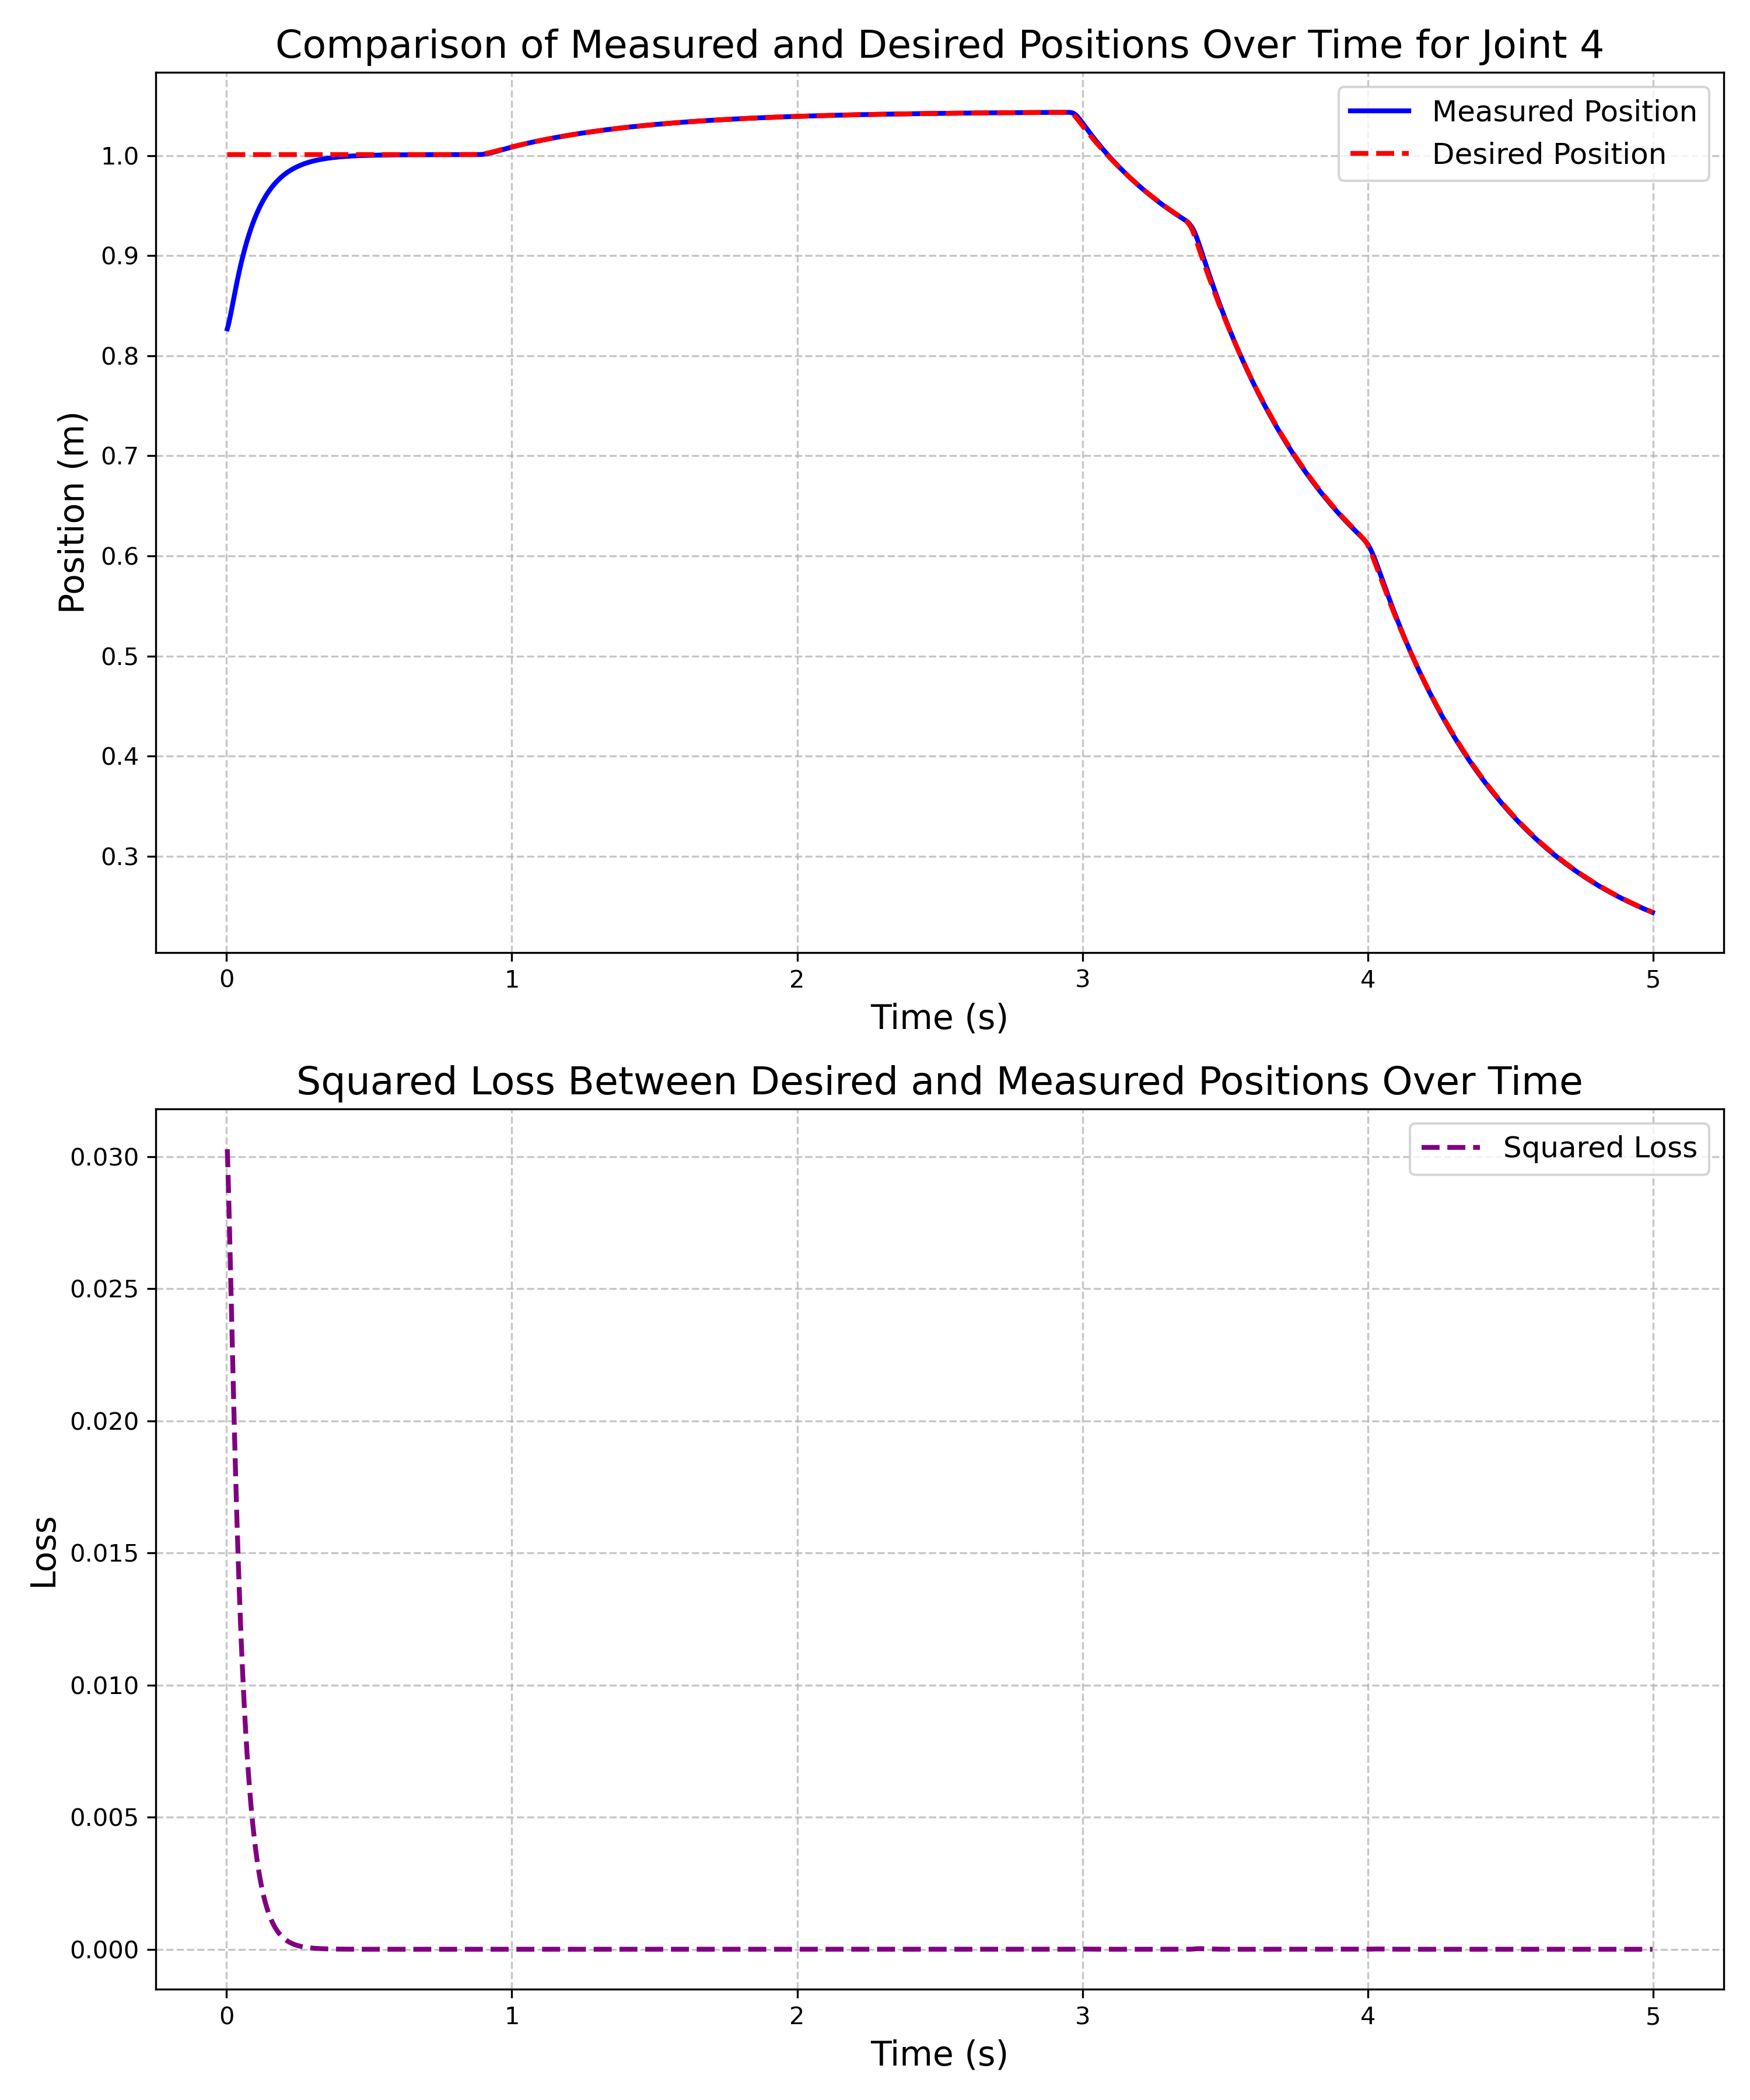 Comparison of Measured and Desired Positions Over Time for Joint 4
Measured Position
Desired Position
Position (m)
1.0
0.9
0.8
0.7
0.6
0.5
0.4
0.3
0 1 2 3 4 5
Time (s)
Squared Loss Between Desired and Measured Positions Over Time
Squared Loss
Loss
0.030
0.025
0.020
0.015
0.010
0.005
0.000
0 1 2 3 4 5
Time (s)